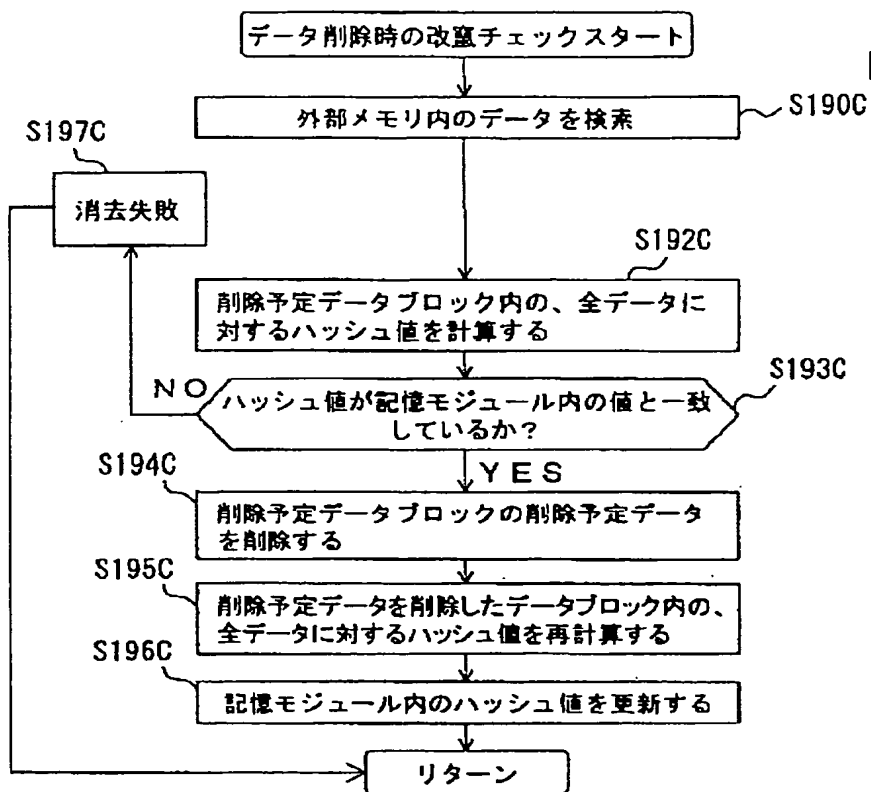 データ削除時の改竄チェックスタート
外部メモリ内のデータを検索
S190C
S197C
消去失敗
S192C
削除予定データブロック内の、全データに
対するハッシュ値を計算する
S193C
NO
ハッシュ値が記憶モジュール内の値と一致
しているか?
YES
S194C
削除予定データブロックの削除予定データ
を削除する
S195C
削除予定データを削除したデータブロック内の、
全データに対するハッシュ値を再計算する
S196C
記憶モジュール内のハッシュ値を更新する
リターン